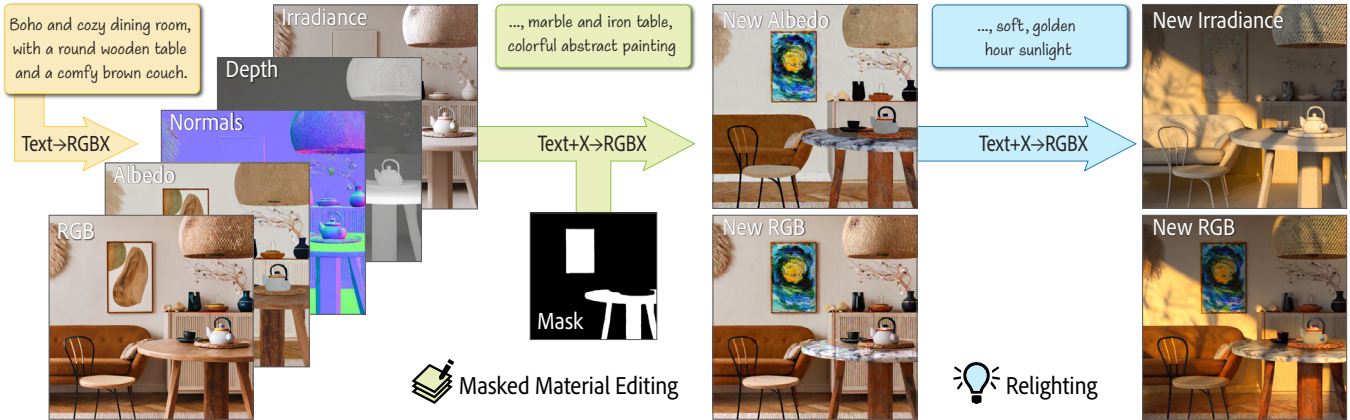 Boho and cozy dining room,
with a round wooden table
and a comfy brown couch.
Text→RGBX
Irradiance
Depth
Normals
Albedo
RGB
..., marble and iron table,
colorful abstract painting
Text+X→RGBX
Mask
Masked Material Editing
New Albedo
New RGB
..., soft, golden
hour sunlight
Text+X→RGBX
Relighting
New Irradiance
New RGB